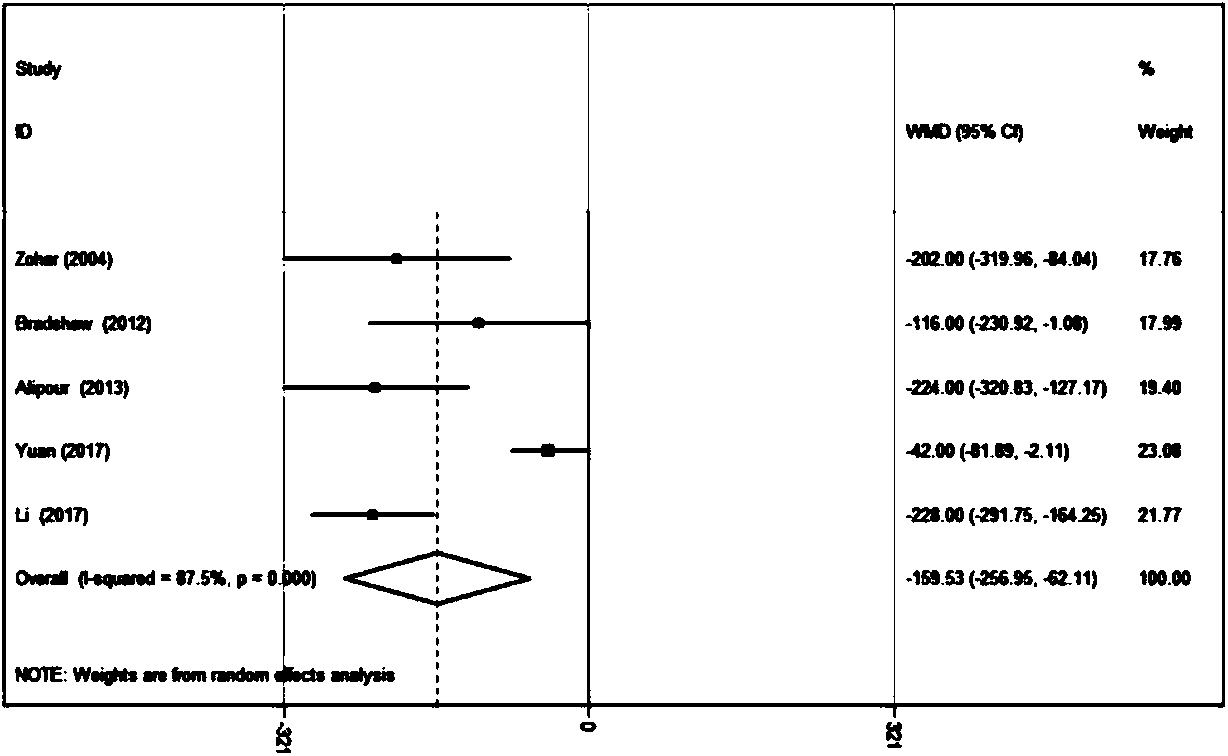 Study %
ID WMD (95% CI) Weight
Zohar (2004) -202.00 (-319.96, -84.04) 17.76
Bradshaw (2012) -116.00 (-230.92, -1.08) 17.99
Alipour (2013) -224.00 (-320.83, -127.17) 19.40
Yuan (2017) -42.00 (-81.89, -2.11) 23.08
Li (2017) -228.00 (-291.75, -164.25) 21.77
Overall (I-squared = 87.5%, p = 0.000) -159.53 (-256.95, -62.11) 100.00
NOTE: Weights are from random effects analysis
-321 0 321